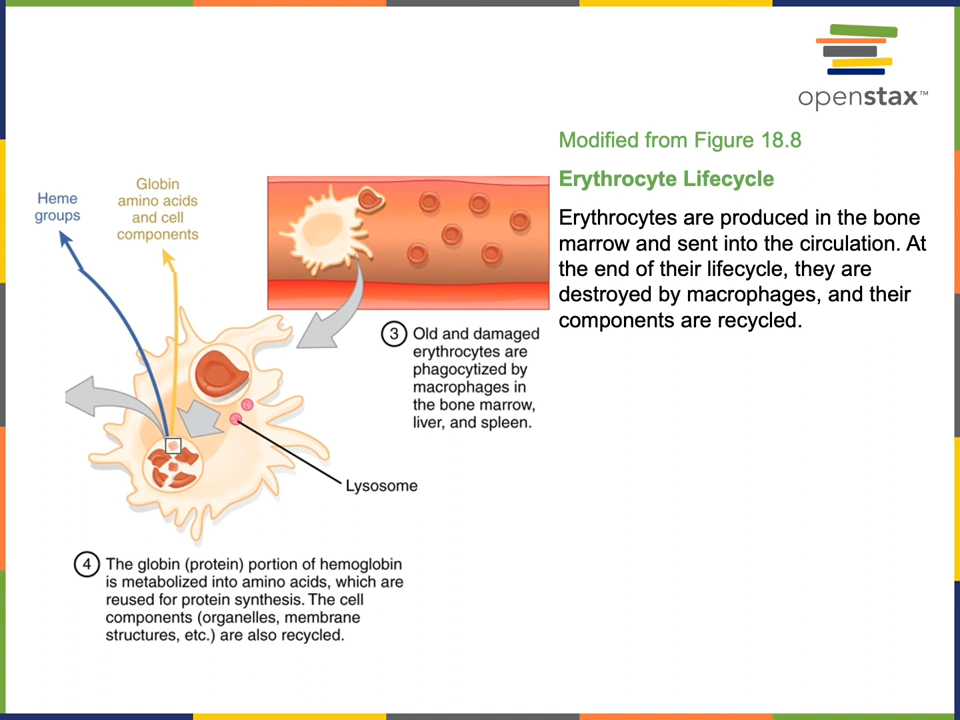 openstax™
Modified from Figure 18.8
Erythrocyte Lifecycle
Erythrocytes are produced in the bone
marrow and sent into the circulation. At
the end of their lifecycle, they are
destroyed by macrophages, and their
components are recycled.
Heme
groups
Globin
amino acids
and cell
components
3 Old and damaged
erythrocytes are
phagocytized by
macrophages in
the bone marrow,
liver, and spleen.
Lysosome
4 The globin (protein) portion of hemoglobin
is metabolized into amino acids, which are
reused for protein synthesis. The cell
components (organelles, membrane
structures, etc.) are also recycled.